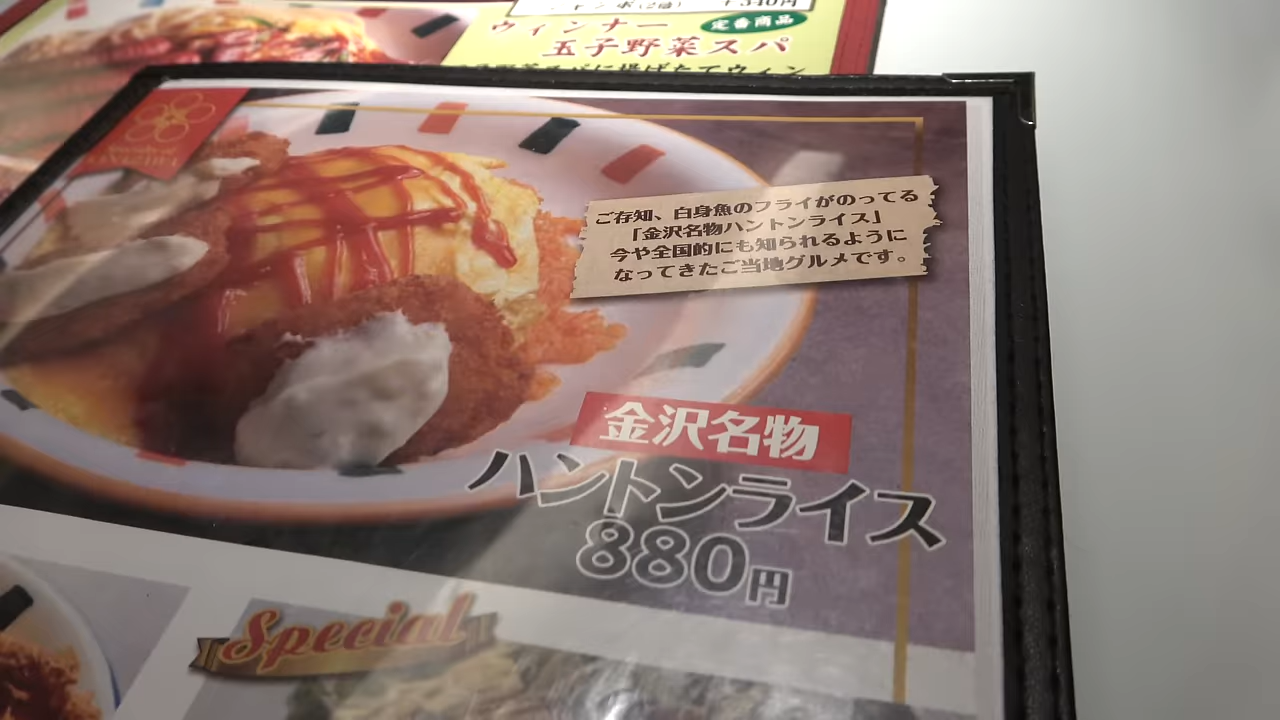 ウィンナー
定番商品
玉子野菜スパ
ご存知、白身魚のフライがのってる
「金沢名物ハントンライス」
今や全国的にも知られるように
なってきたご当地グルメです。
金沢名物
ハントンライス
880円
Special